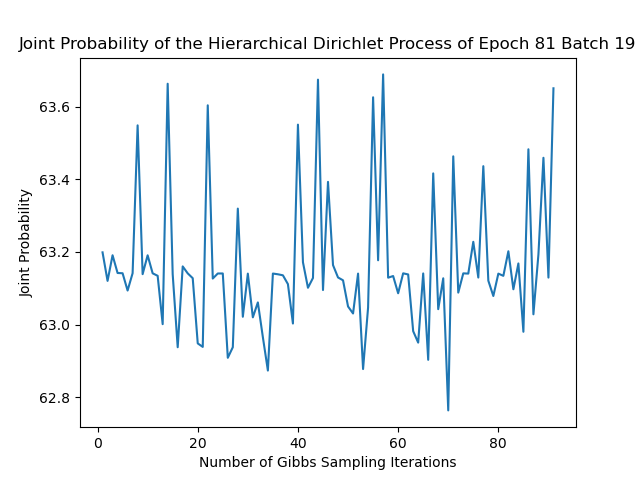 Joint Probability of the Hierarchical Dirichlet Process of Epoch 81 Batch 19
63.6
63.4
63.2
63.0
62.8
Joint Probability
0 20 40 60 80
Number of Gibbs Sampling Iterations